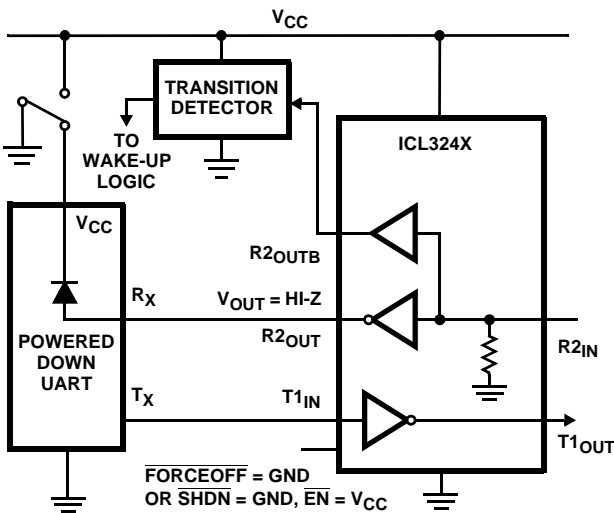 VCC
TRANSITION
DETECTOR
TO
WAKE-UP
LOGIC
ICL324X
VCC
R2OUTB
RX
VOUT = HI-Z
R2OUT
R2IN
POWERED
DOWN
UART
TX
T1IN
T1OUT
FORCEOFF = GND
OR SHDN = GND, EN = VCC